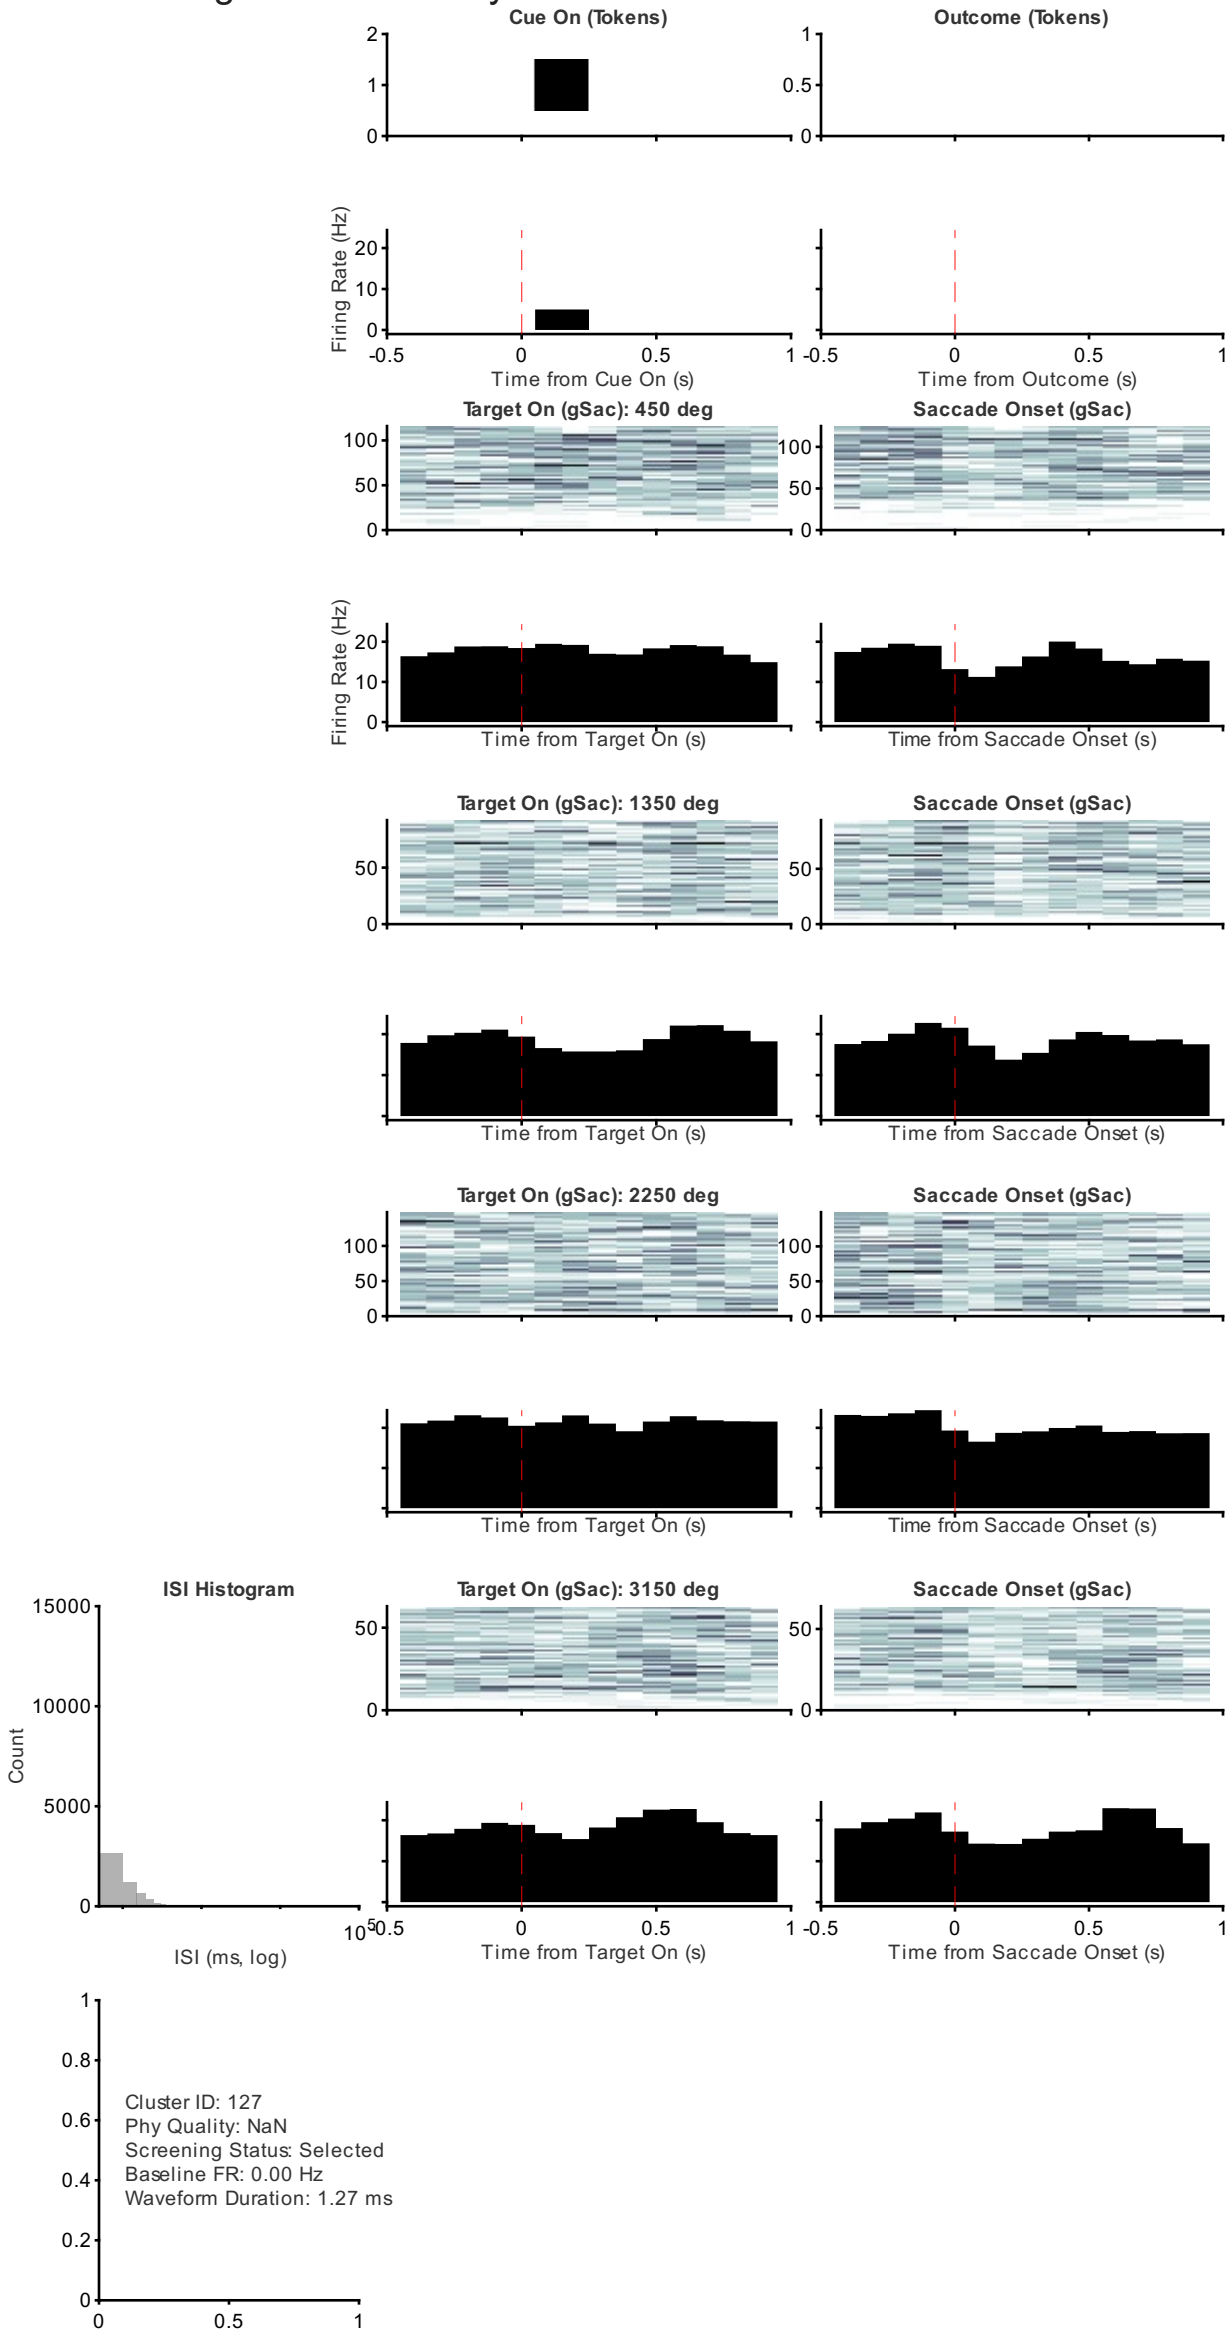 Cue On (Tokens)
Outcome (Tokens)
2
1
0
1
0.5
0
Firing Rate (Hz)
20
10
0
-0.5
0
0.5
1
-0.5
0
0.5
1
Time from Cue On (s)
Time from Outcome (s)
Target On (gSac): 450 deg
Saccade Onset (gSac)
100
50
0
100
50
0
Firing Rate (Hz)
20
10
0
Time from Target On (s)
Time from Saccade Onset (s)
Target On (gSac): 1350 deg
Saccade Onset (gSac)
50
0
50
0
Time from Target On (s)
Time from Saccade Onset (s)
Target On (gSac): 2250 deg
Saccade Onset (gSac)
100
50
0
100
50
0
Time from Target On (s)
Time from Saccade Onset (s)
ISI Histogram
Target On (gSac): 3150 deg
Saccade Onset (gSac)
15000
10000
5000
0
Count
ISI (ms, log)
50
0
50
0
-0.5
0
0.5
1
-0.5
0
0.5
1
Time from Target On (s)
Time from Saccade Onset (s)
1
0.8
0.6
0.4
0.2
0
Cluster ID: 127
Phy Quality: NaN
Screening Status: Selected
Baseline FR: 0.00 Hz
Waveform Duration: 1.27 ms
0
0.5
1